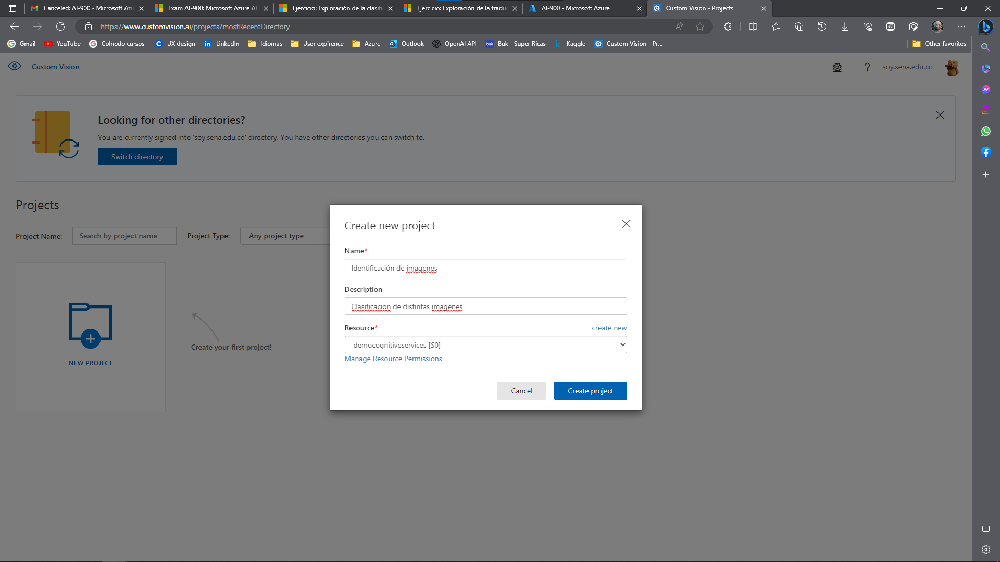 Canceled: AI-900 - Microsoft Azu
Exam AI-900: Microsoft Azure AI
Ejercicio: Exploración de la clasifi
Ejercicio: Exploración de la tradu
AI-900 - Microsoft Azure
Custom Vision - Projects
https://www.customvision.ai/projects?mostRecentDirectory
Gmail
YouTube
Colnodo cursos
UX design
LinkedIn
Idiomas
User expirence
Azure
Outlook
OpenAI API
Buk - Super Ricas
Kaggle
Custom Vision - Pr...
Other favorites
Custom Vision
soy.sena.edu.co
Looking for other directories?
You are currently signed into 'soy.sena.edu.co' directory. You have other directories you can switch to.
Switch directory
Projects
Project Name:
Search by project name
Project Type:
Any project type
NEW PROJECT
Create your first project!
Create new project
Name*
Identificación de imagenes
Description
Clasificacion de distintas imagenes
Resource*
create new
democognitiveservices [S0]
Manage Resource Permissions
Cancel
Create project